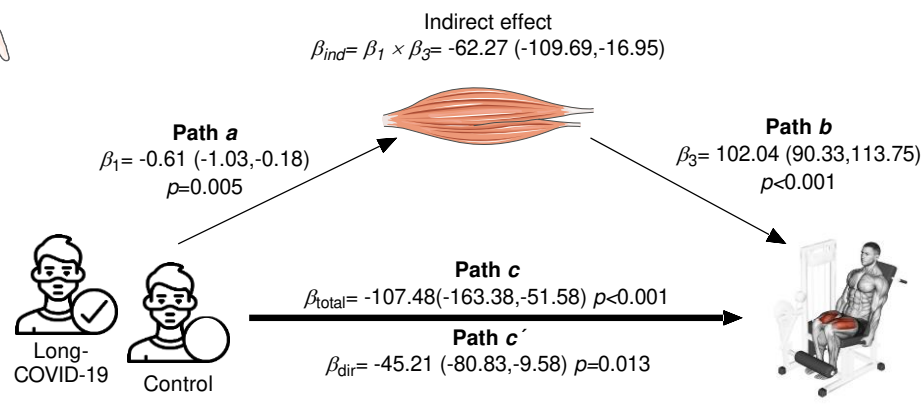 Indirect effect
βind= β1 × β3= -62.27 (-109.69,-16.95)
Path a
β1= -0.61 (-1.03,-0.18)
p=0.005
Path b
β3= 102.04 (90.33,113.75)
p<0.001
Path c
βtotal= -107.48(-163.38,-51.58) p<0.001
Path c´
βdir= -45.21 (-80.83,-9.58) p=0.013
Long-
COVID-19
Control